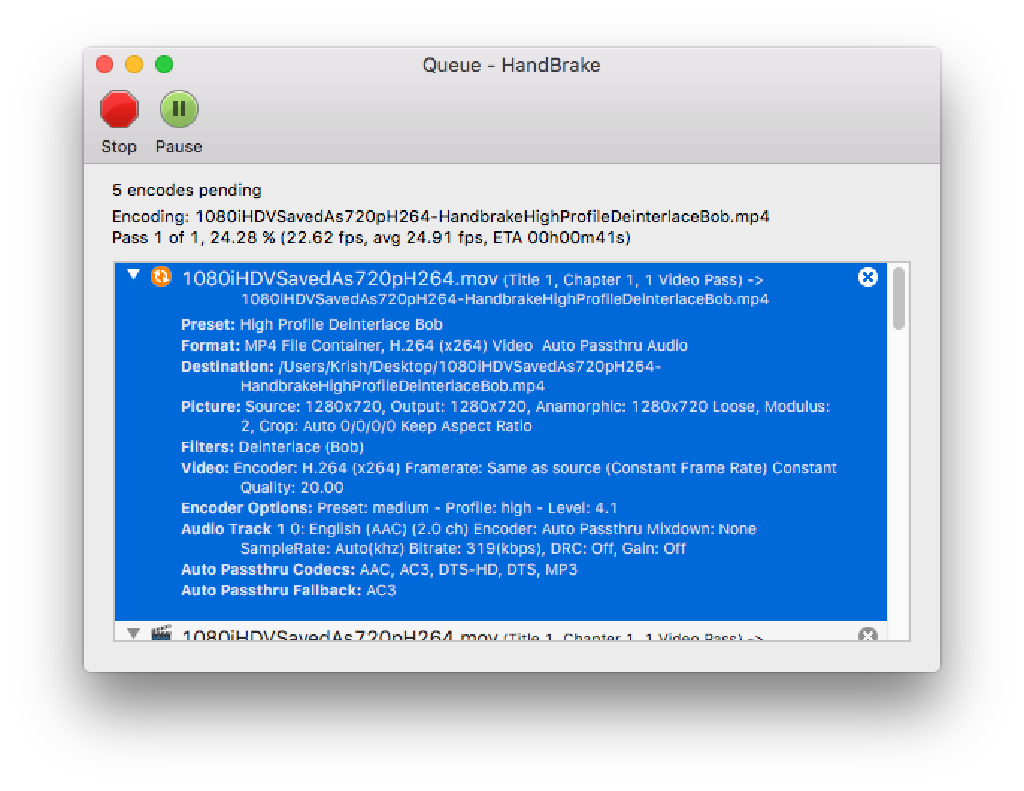 Queue - HandBrake
Stop Pause
5 encodes pending
Encoding: 1080iHDVSavedAs720pH264-HandbrakeHighProfileDeinterlaceBob.mp4
Pass 1 of 1, 24.28 % (22.62 fps, avg 24.91 fps, ETA 00h00m41s)
1080iHDVSavedAs720pH264.mov (Title 1, Chapter 1, 1 Video Pass) ->
1080iHDVSavedAs720pH264-HandbrakeHighProfileDeinterlaceBob.mp4
Preset: High Profile Deinterlace Bob
Format: MP4 File Container, H.264 (x264) Video  Auto Passthru Audio
Destination: /Users/Krish/Desktop/1080iHDVSavedAs720pH264-
HandbrakeHighProfileDeinterlaceBob.mp4
Picture: Source: 1280x720, Output: 1280x720, Anamorphic: 1280x720 Loose, Modulus:
2, Crop: Auto 0/0/0/0 Keep Aspect Ratio
Filters: Deinterlace (Bob)
Video: Encoder: H.264 (x264) Framerate: Same as source (Constant Frame Rate) Constant
Quality: 20.00
Encoder Options: Preset: medium - Profile: high - Level: 4.1
Audio Track 1 0: English (AAC) (2.0 ch) Encoder: Auto Passthru Mixdown: None
SampleRate: Auto(khz) Bitrate: 319(kbps), DRC: Off, Gain: Off
Auto Passthru Codecs: AAC, AC3, DTS-HD, DTS, MP3
Auto Passthru Fallback: AC3
1080iHDVSavedAs720pH264.mov (Title 1, Chapter 1, 1 Video Pass) ->